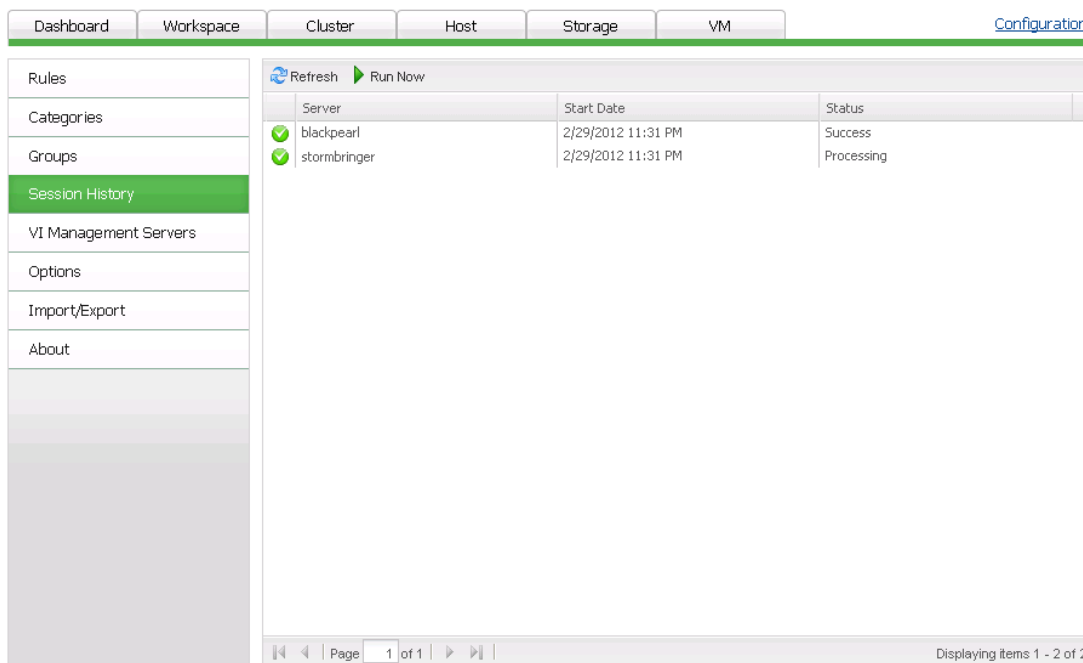 Dashboard Workspace Cluster Host Storage VM Configuration
Rules
Categories
Groups
Session History
VI Management Servers
Options
Import/Export
About
Refresh Run Now
Server Start Date Status
blackpearl 2/29/2012 11:31 PM Success
stormbringer 2/29/2012 11:31 PM Processing
Page 1 of 1 Displaying items 1 - 2 of 2